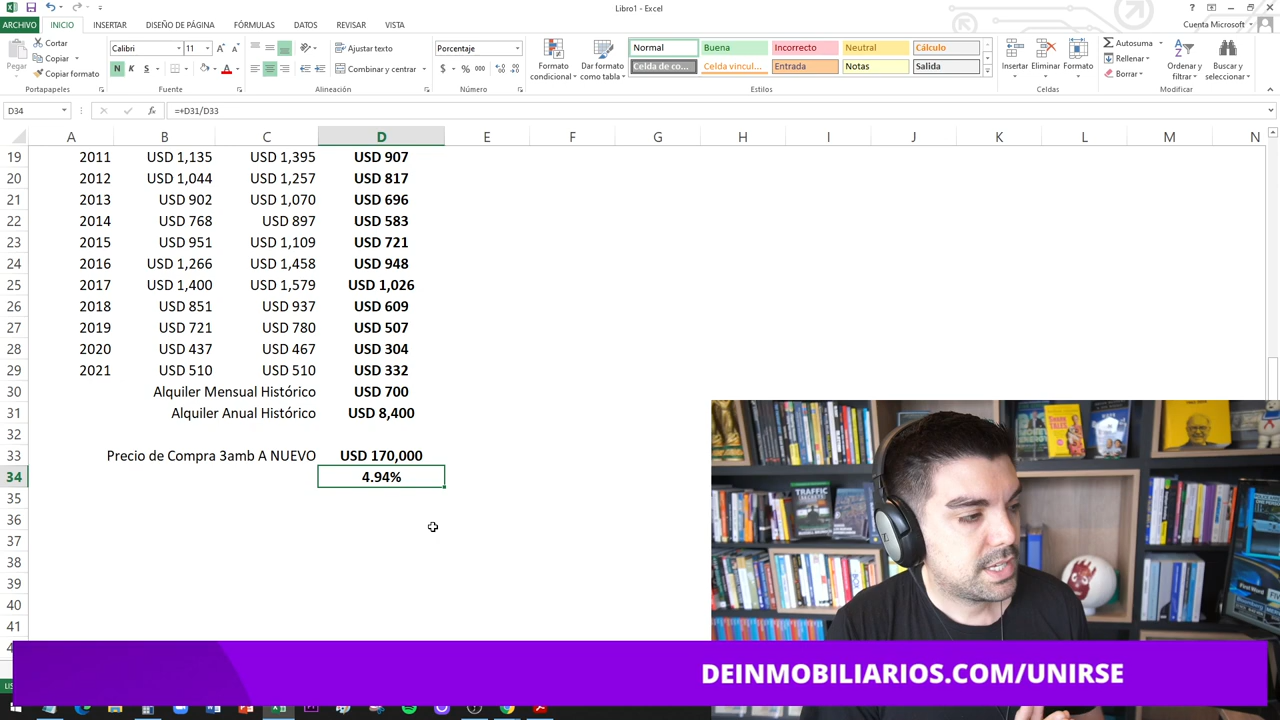 Libro1 - Excel
ARCHIVO INICIO INSERTAR DISEÑO DE PÁGINA FÓRMULAS DATOS REVISAR VISTA
Cuenta Microsoft
Pegar
Cortar
Copiar
Copiar formato
Portapapeles
Calibri 11
N K S
Fuente
Ajustar texto
Combinar y centrar
Alineación
Porcentaje
$ % 000
Número
Formato condicional
Dar formato como tabla
Normal Buena Incorrecto Neutral Cálculo
Celda de co... Celda vincul... Entrada Notas Salida
Estilos
Insertar Eliminar Formato
Celdas
Autosuma
Rellenar
Borrar
Ordenar y filtrar
Buscar y seleccionar
Modificar
D34 fx =+D31/D33
A B C D E F G H I J K L M N
19 2011 USD 1,135 USD 1,395 USD 907
20 2012 USD 1,044 USD 1,257 USD 817
21 2013 USD 902 USD 1,070 USD 696
22 2014 USD 768 USD 897 USD 583
23 2015 USD 951 USD 1,109 USD 721
24 2016 USD 1,266 USD 1,458 USD 948
25 2017 USD 1,400 USD 1,579 USD 1,026
26 2018 USD 851 USD 937 USD 609
27 2019 USD 721 USD 780 USD 507
28 2020 USD 437 USD 467 USD 304
29 2021 USD 510 USD 510 USD 332
30 Alquiler Mensual Histórico USD 700
31 Alquiler Anual Histórico USD 8,400
32
33 Precio de Compra 3amb A NUEVO USD 170,000
34 4.94%
35
36
37
38
39
40
41
TRAFFIC SECRETS
DEINMOBILIARIOS.COM/UNIRSE